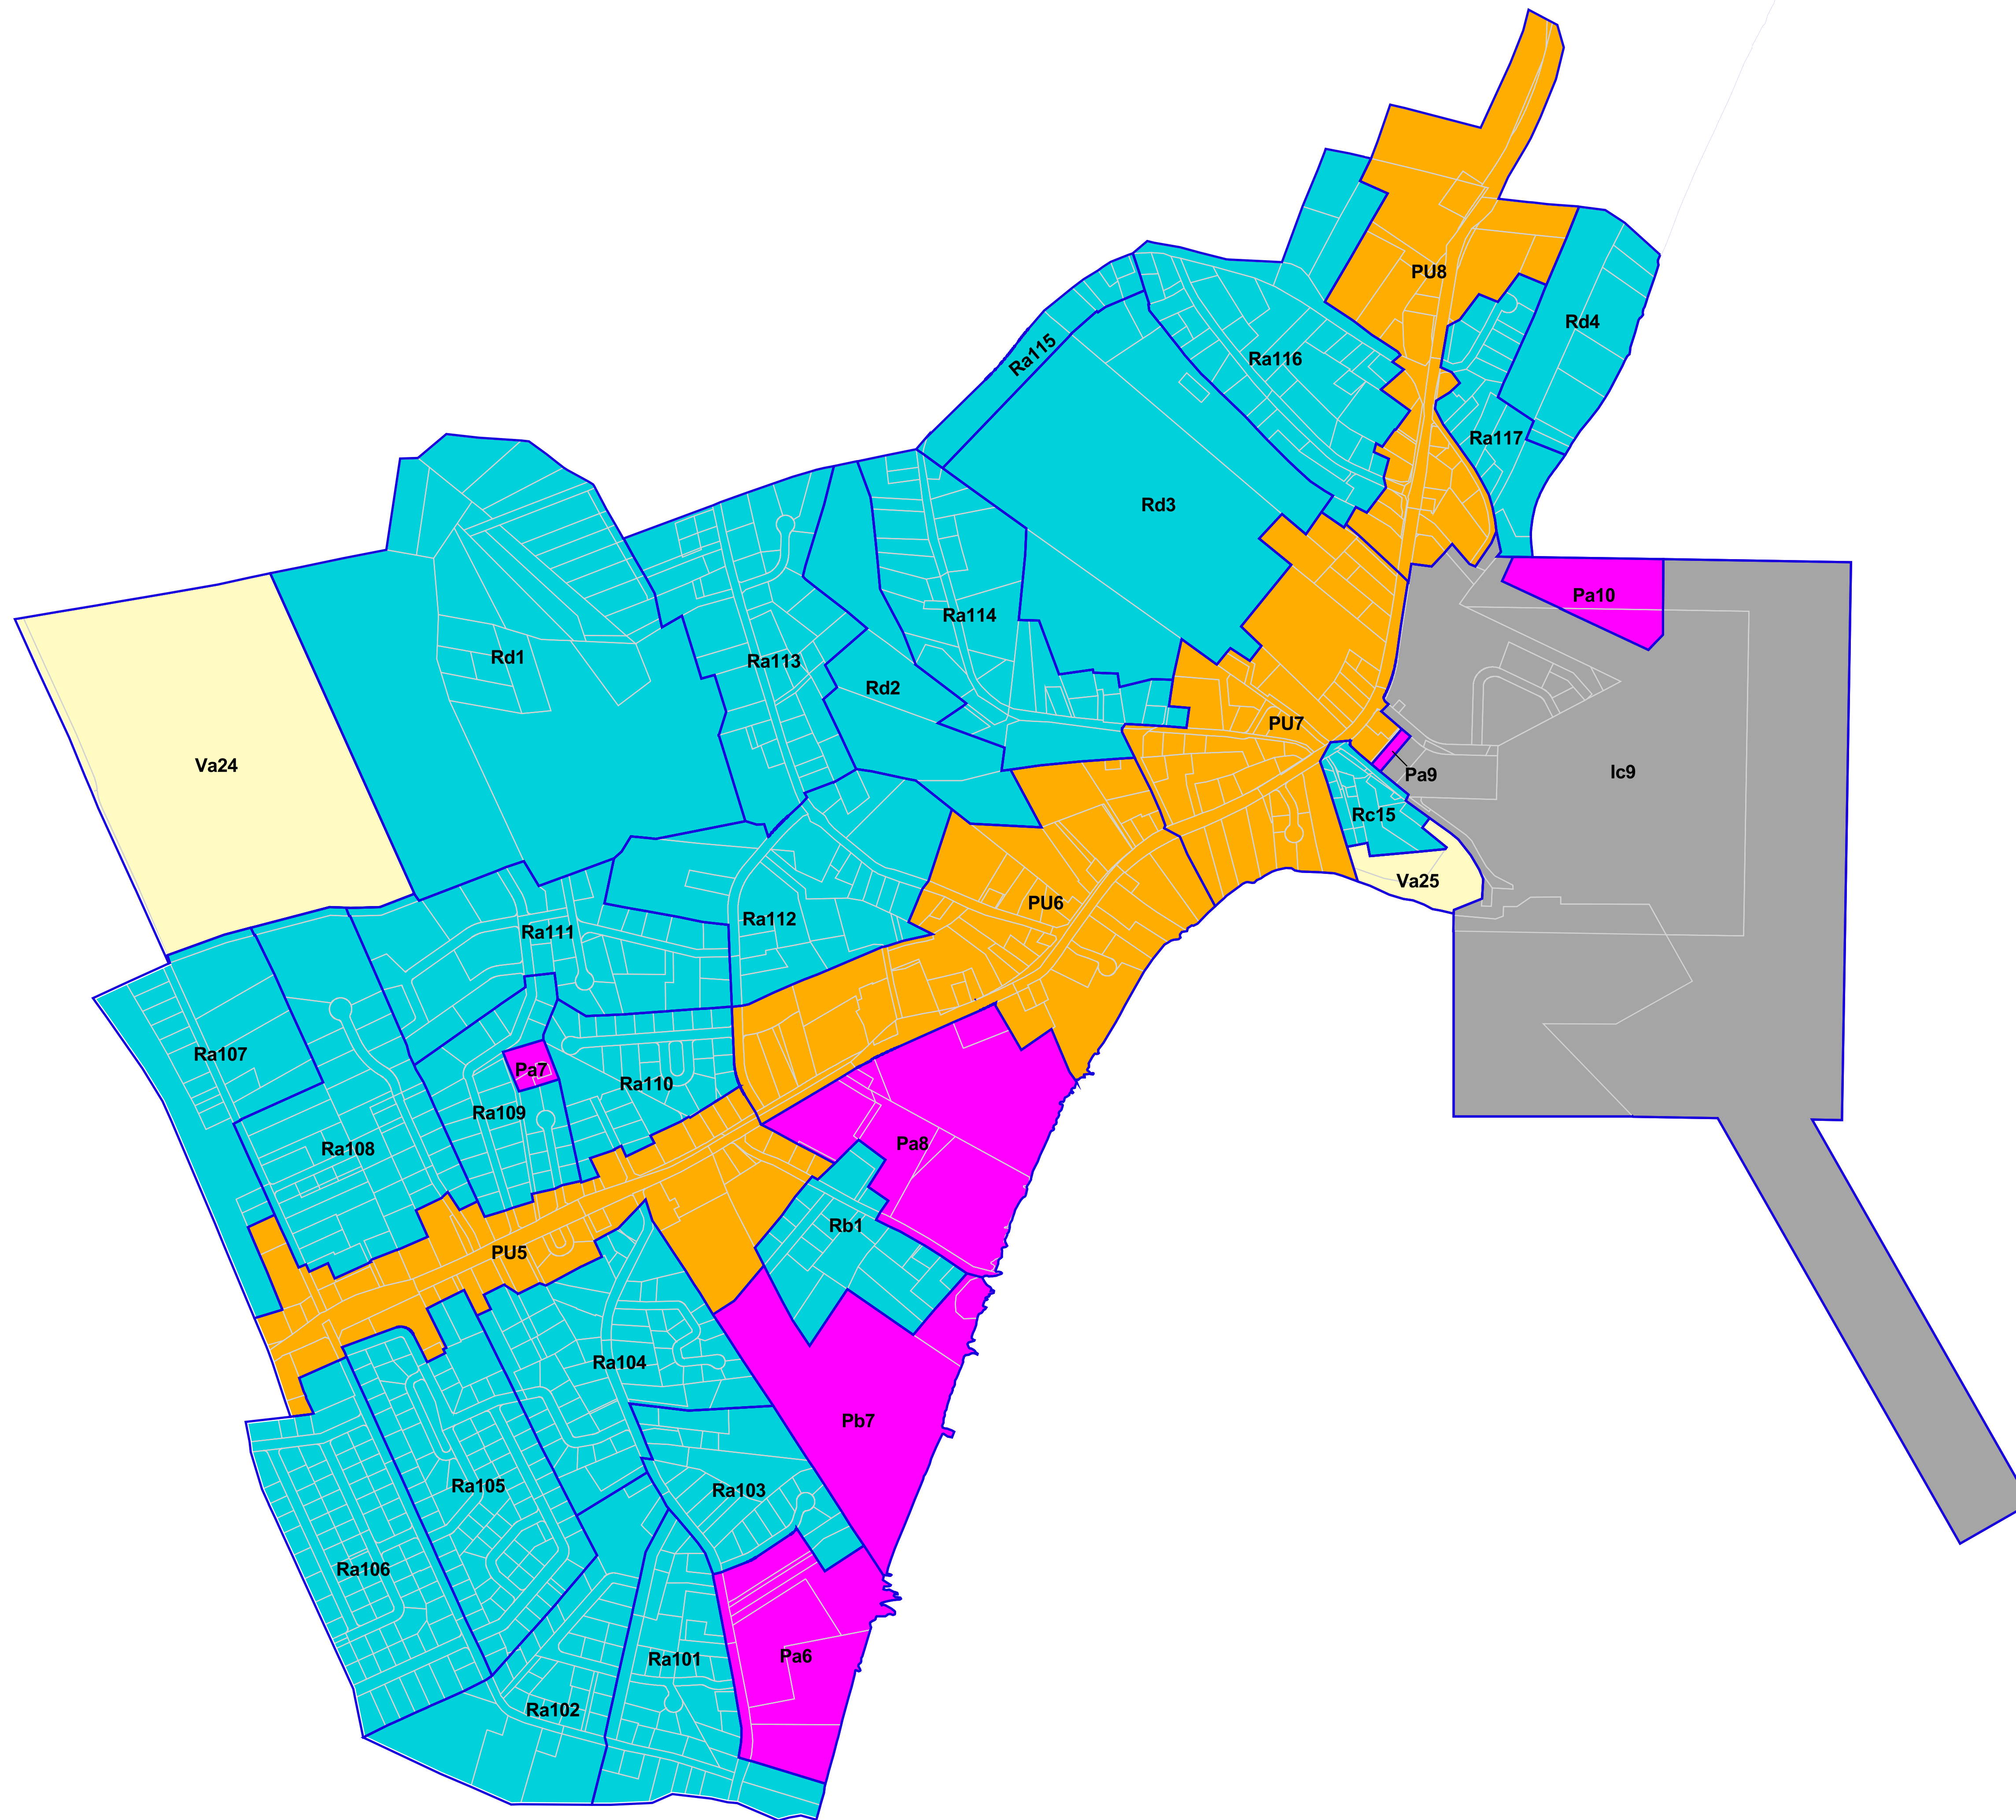 PU8
Rd4
Ra115
Ra116
Ra117
Rd3
Pa10
Ra114
Rd1
Ra113
Rd2
PU7
Va24
Pa9
Ic9
Rc15
Va25
PU6
Ra112
Ra111
Ra107
Pa7
Ra110
Ra109
Ra108
Pa8
Rb1
PU5
Ra104
Pb7
Ra105
Ra103
Ra106
Ra101
Pa6
Ra102